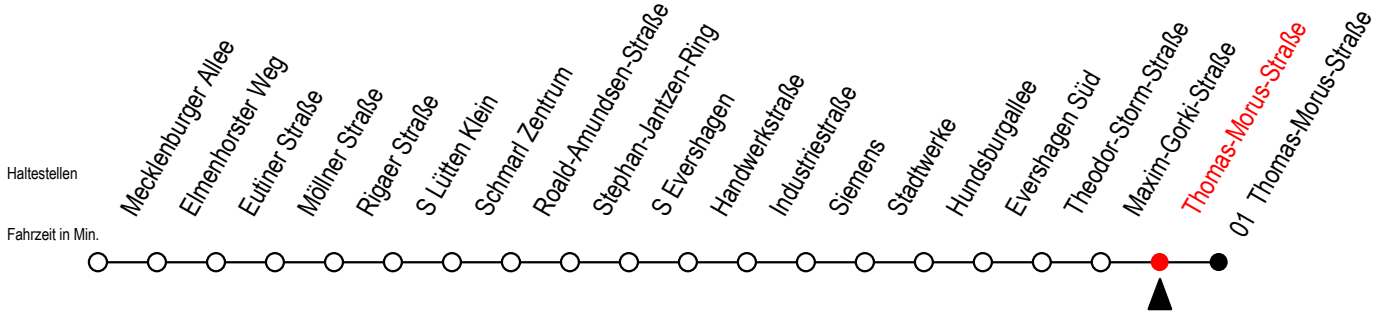 Haltestellen
Mecklenburger Allee
Elmenhorster Weg
Eutiner Straße
Möllner Straße
Rigaer Straße
S Lütten Klein
Schmarl Zentrum
Roald-Amundsen-Straße
Stephan-Jantzen-Ring
S Evershagen
Handwerkstraße
Industriestraße
Siemens
Stadtwerke
Hundsburgallee
Evershagen Süd
Theodor-Storm-Straße
Maxim-Gorki-Straße
Thomas-Morus-Straße
01 Thomas-Morus-Straße
Fahrzeit in Min.